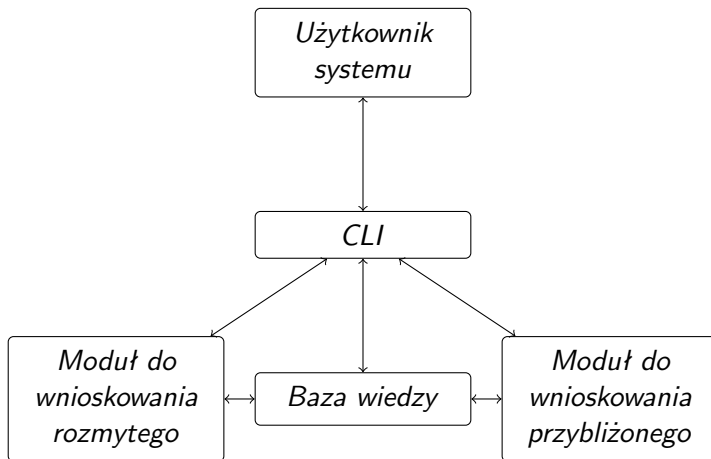 Użytkownik
systemu
CLI
Moduł do
wnioskowania
rozmytego
Baza wiedzy
Moduł do
wnioskowania
przybliżonego